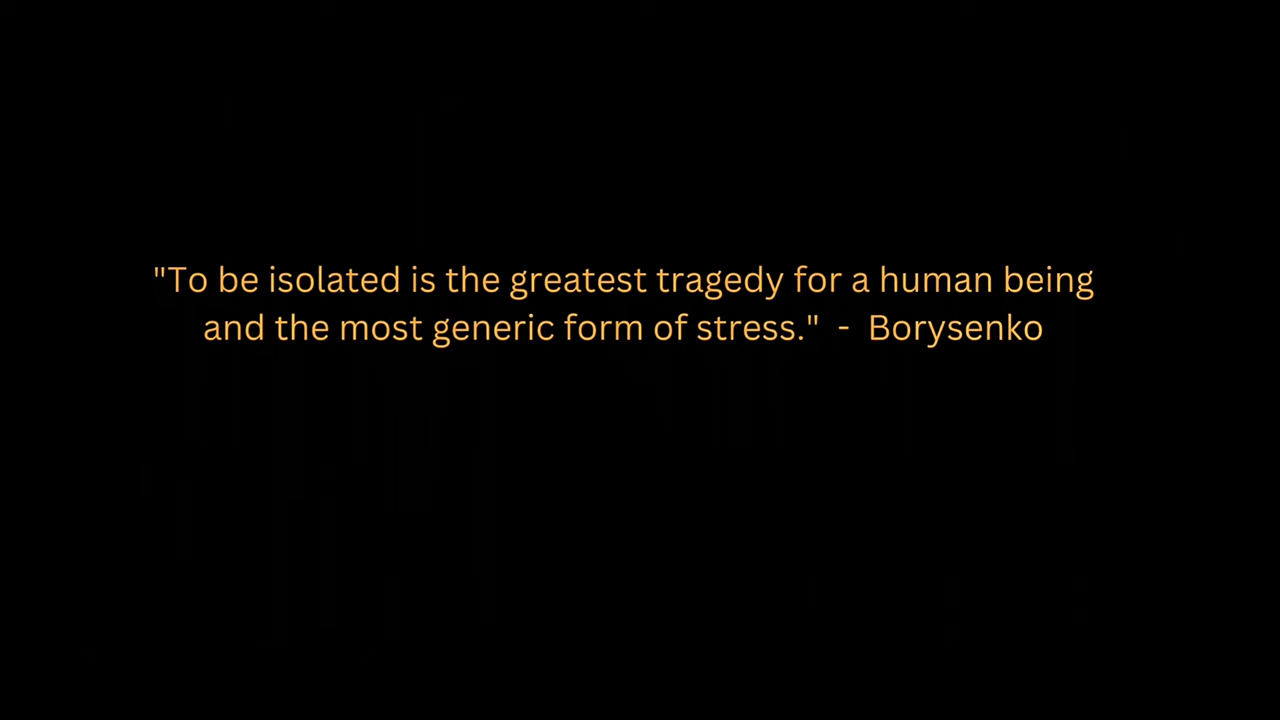 "To be isolated is the greatest tragedy for a human being
and the most generic form of stress." - Borysenko